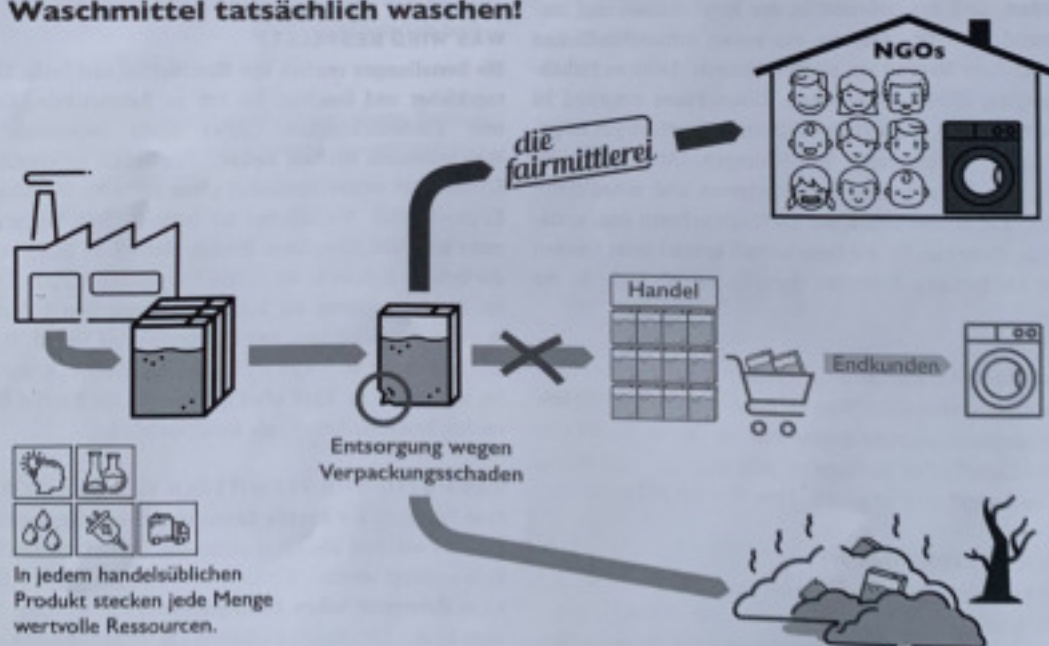 Waschmittel tatsächlich waschen!
NGOs
die
fairmittlerei
Handel
Endkunden
Entsorgung wegen
Verpackungsschaden
In jedem handelsüblichen
Produkt stecken jede Menge
wertvolle Ressourcen.